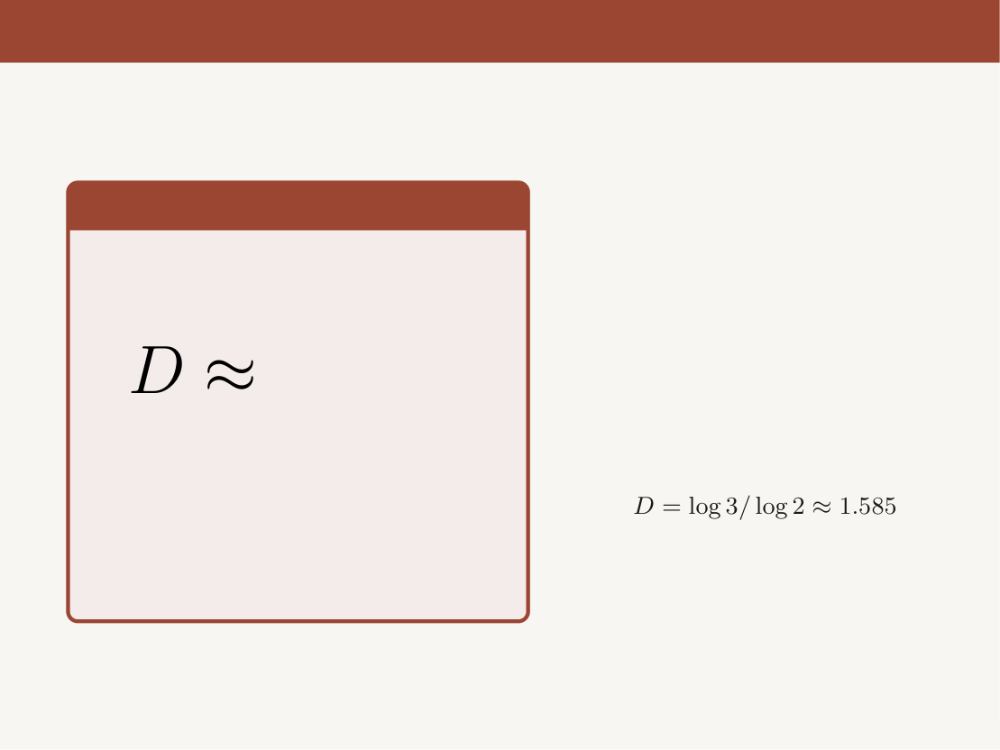 D ≈
D = log 3/ log 2 ≈ 1.585